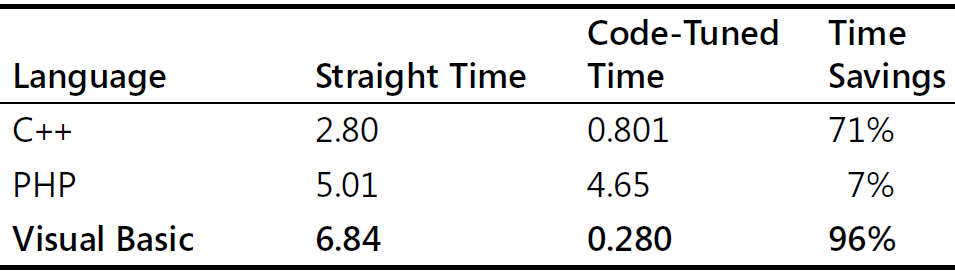 Language Straight Time Code-Tuned Time Time Savings
C++ 2.80 0.801 71%
PHP 5.01 4.65 7%
Visual Basic 6.84 0.280 96%